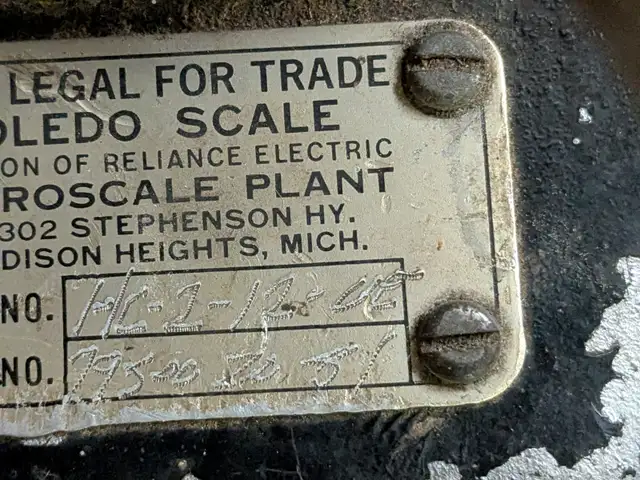 LEGAL FOR TRADE
OLEDO SCALE
ON OF RELIANCE ELECTRIC
ROSCALE PLANT
302 STEPHENSON HY.
DISON HEIGHTS, MICH.
NO.
NO.